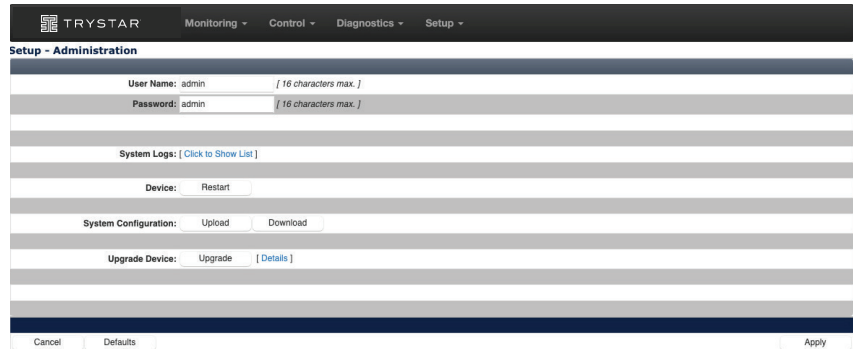 TRYSTAR Monitoring Control Diagnostics Setup
Setup - Administration
User Name: admin [ 16 characters max. ]
Password: admin [ 16 characters max. ]
System Logs: [ Click to Show List ]
Device: Restart
System Configuration: Upload Download
Upgrade Device: Upgrade [ Details ]
Cancel Defaults Apply